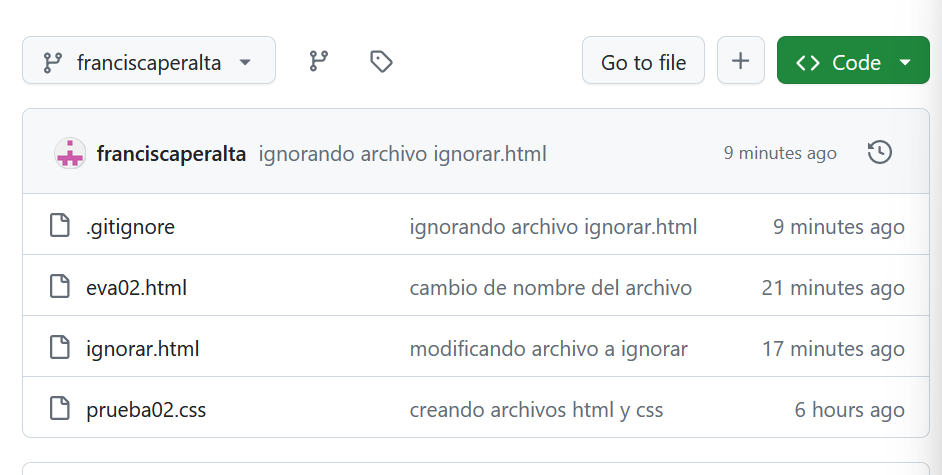 franciscaperalta Go to file Code
franciscaperalta ignorando archivo ignorar.html 9 minutes ago
.gitignore ignorando archivo ignorar.html 9 minutes ago
eva02.html cambio de nombre del archivo 21 minutes ago
ignorar.html modificando archivo a ignorar 17 minutes ago
prueba02.css creando archivos html y css 6 hours ago